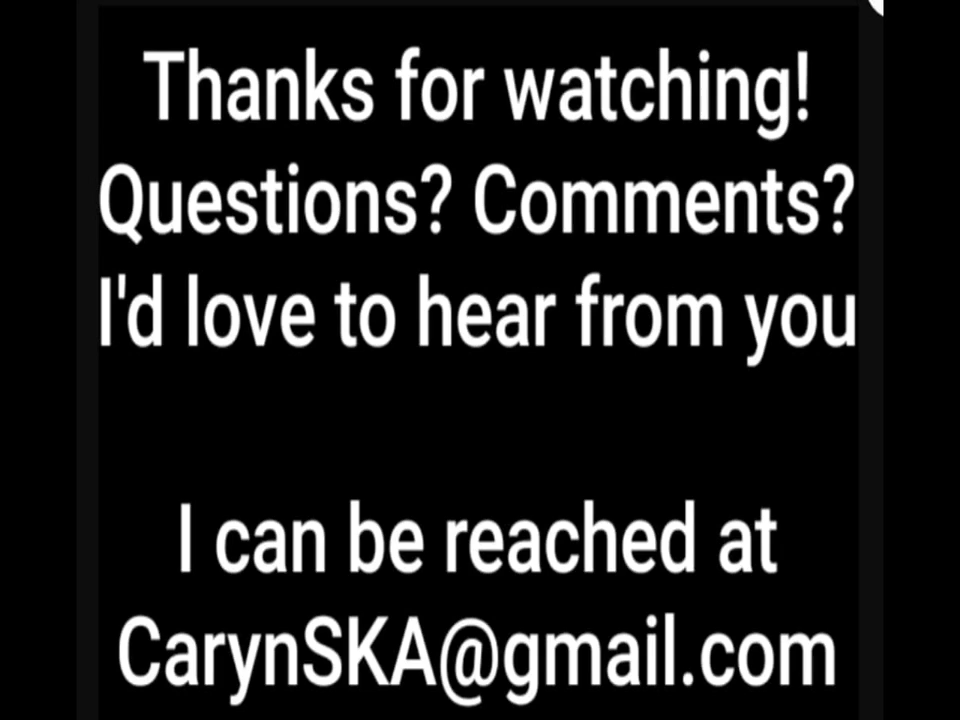 Thanks for watching!
Questions? Comments?
I'd love to hear from you
I can be reached at
CarynSKA@gmail.com